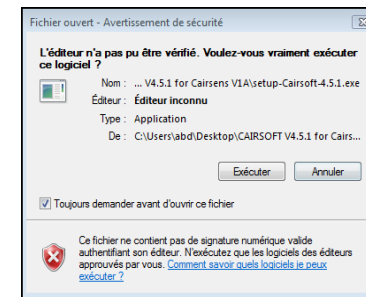 Fichier ouvert - Avertissement de sécurité
L'éditeur n'a pas pu être vérifié. Voulez-vous vraiment exécuter
ce logiciel ?
Nom : ... V4.5.1 for Cairsens V1A\setup-Cairsoft-4.5.1.exe
Éditeur : Éditeur inconnu
Type : Application
De : C:\Users\abd\Desktop\CAIRSOFT V4.5.1 for Cairs...
Exécuter Annuler
Toujours demander avant d'ouvrir ce fichier
Ce fichier ne contient pas de signature numérique valide
authentifiant son éditeur. N'exécutez que les logiciels des éditeurs
approuvés par vous. Comment savoir quels logiciels je peux
exécuter ?